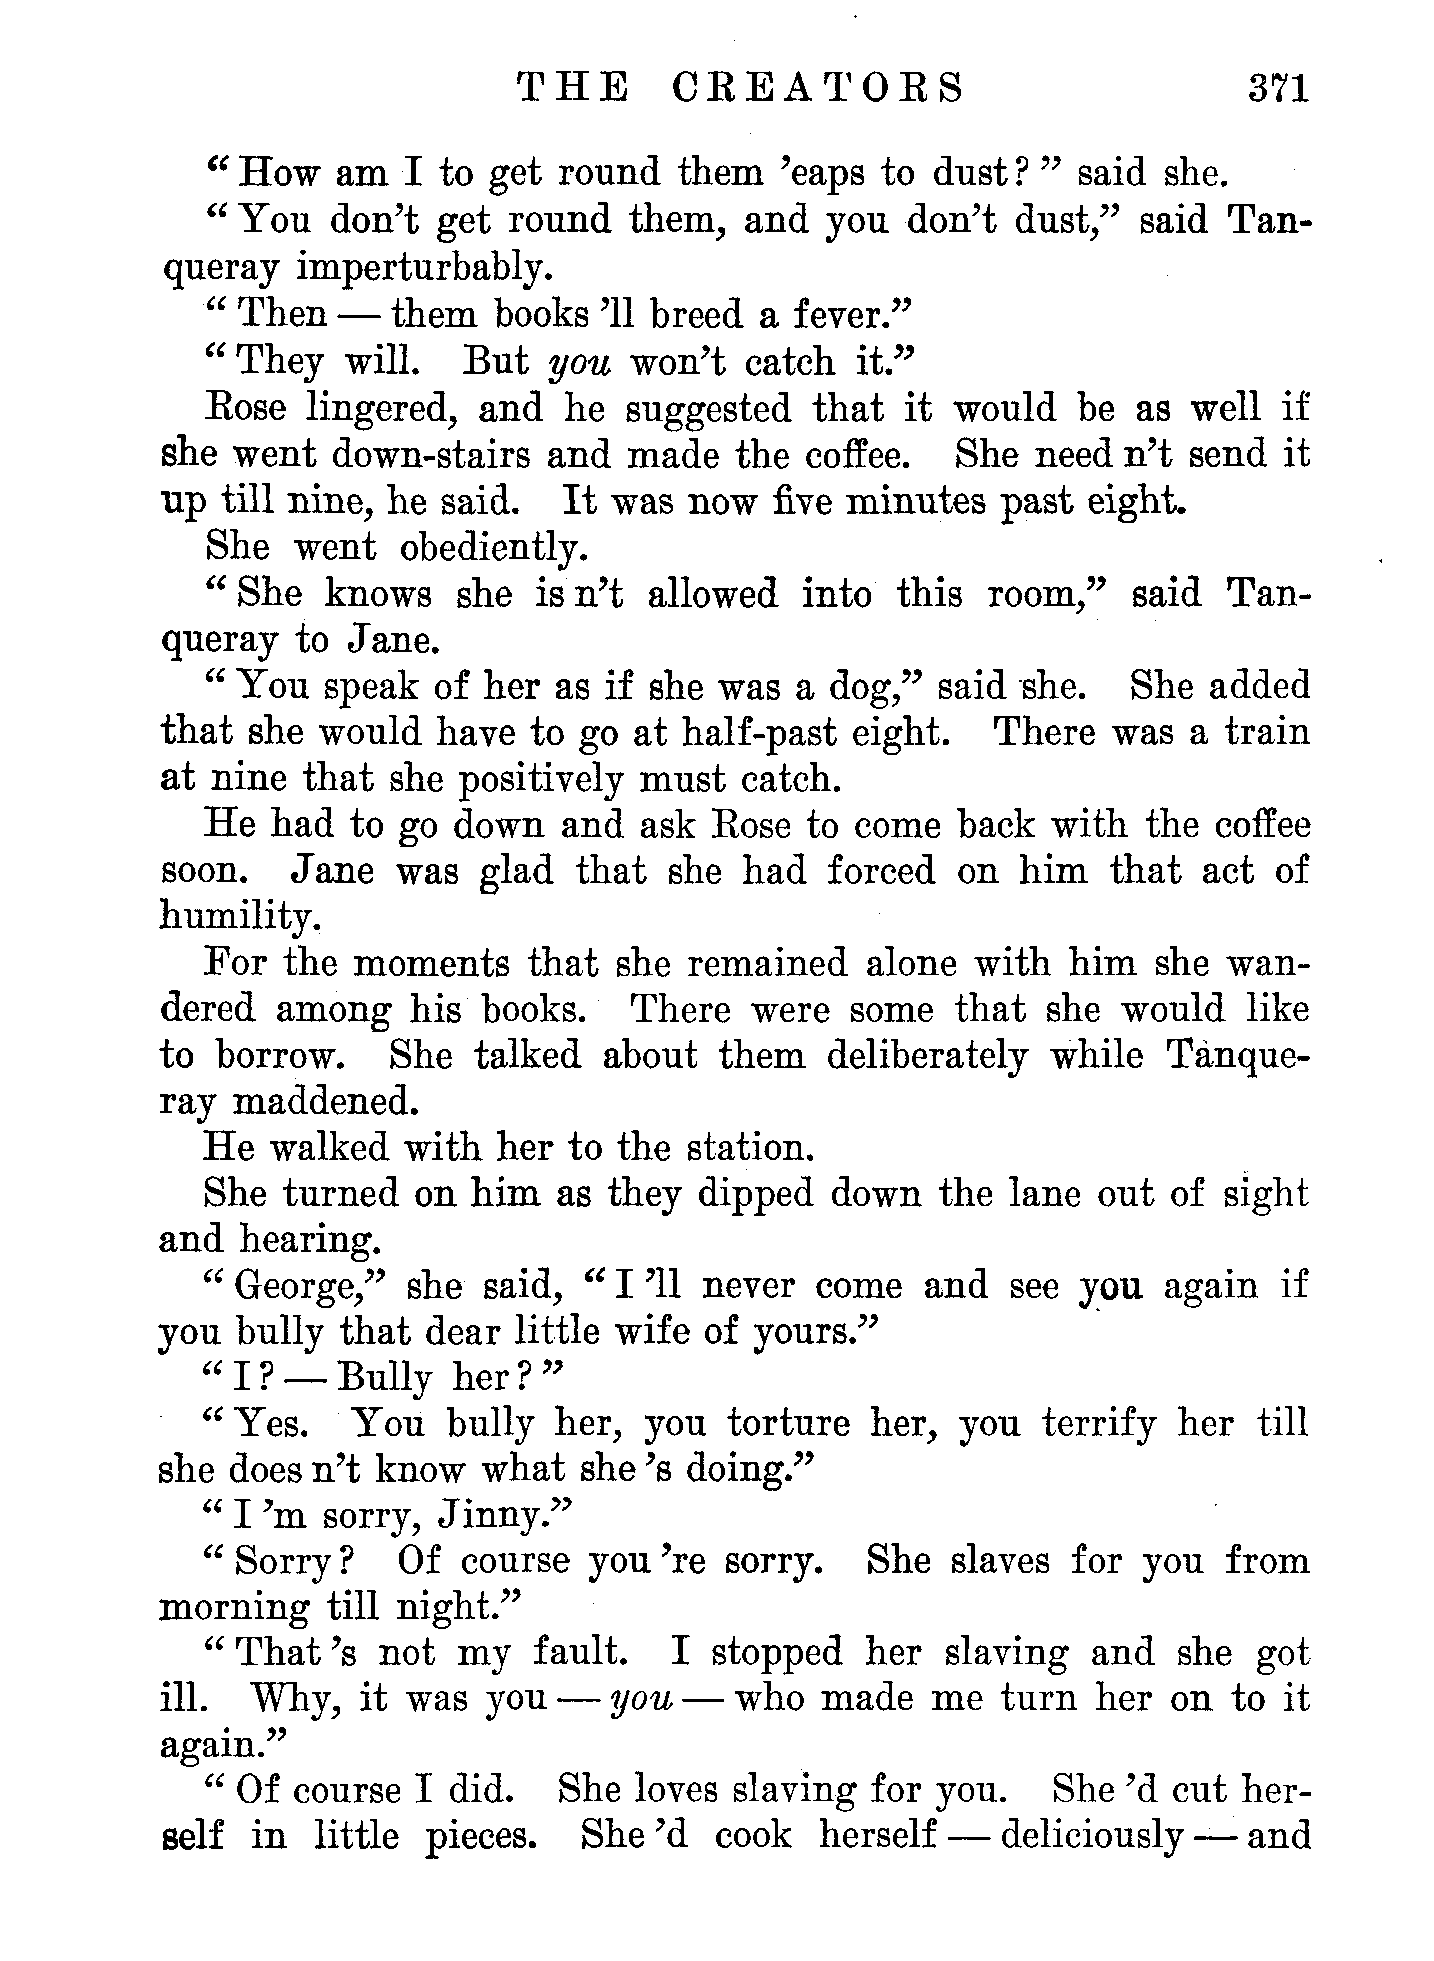 THE CREATORS 371
“How am I to get round them ’eaps to dust?” said she.
“You don’t get round them, and you don’t dust,” said Tan-
queray imperturbably.
“Then — them books ’ll breed a fever.”
“They will. But you won’t catch it.”
Rose lingered, and he suggested that it would be as well if
she went down-stairs and made the coffee. She need n’t send it
up till nine, he said. It was now five minutes past eight.
She went obediently.
“She knows she is n’t allowed into this room,” said Tan-
queray to Jane.
“You speak of her as if she was a dog,” said she. She added
that she would have to go at half-past eight. There was a train
at nine that she positively must catch.
He had to go down and ask Rose to come back with the coffee
soon. Jane was glad that she had forced on him that act of
humility.
For the moments that she remained alone with him she wan-
dered among his books. There were some that she would like
to borrow. She talked about them deliberately while Tanque-
ray maddened.
He walked with her to the station.
She turned on him as they dipped down the lane out of sight
and hearing.
“George,” she said, “I ’ll never come and see you again if
you bully that dear little wife of yours.”
“I? — Bully her?”
“Yes. You bully her, you torture her, you terrify her till
she does n’t know what she ’s doing.”
“I ’m sorry, Jinny.”
“Sorry? Of course you ’re sorry. She slaves for you from
morning till night.”
“That ’s not my fault. I stopped her slaving and she got
ill. Why, it was you — you — who made me turn her on to it
again.”
“Of course I did. She loves slaving for you. She ’d cut her-
self in little pieces. She ’d cook herself — deliciously — and